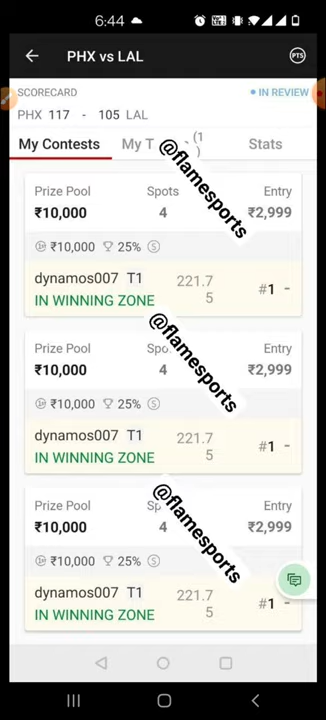 6:44
PHX vs LAL
PTS
SCORECARD
IN REVIEW
PHX 117 - 105 LAL
My Contests
My T
(1
)
Stats
@flamesports
Prize Pool Spots Entry
₹10,000 4 ₹2,999
₹10,000 25% S
dynamos007 T1 221.7
5
#1 -
IN WINNING ZONE
@flamesports
Prize Pool Spo Entry
₹10,000 4 ₹2,999
₹10,000 25% S
dynamos007 T1 221.7
5
#1 -
IN WINNING ZONE
@flamesports
Prize Pool Sp Entry
₹10,000 4 ₹2,999
₹10,000 25% S
dynamos007 T1 221.7
5
#1 -
IN WINNING ZONE